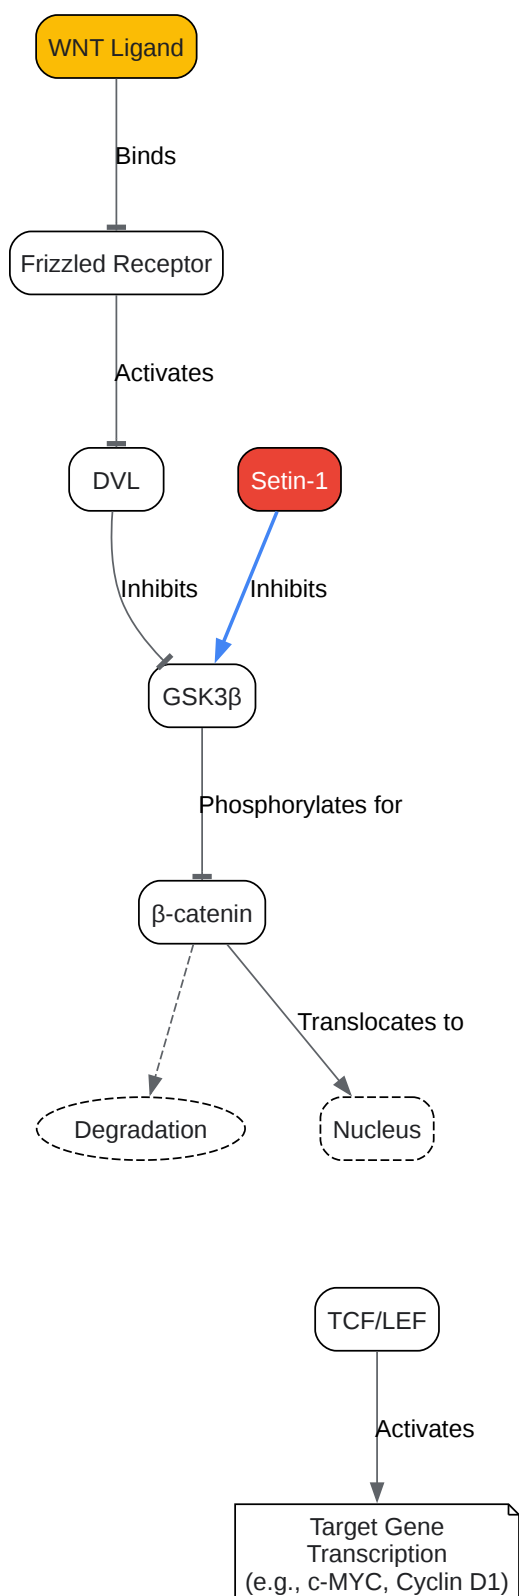 WNT Ligand
Binds
Frizzled Receptor
Activates
DVL
Setin-1
Inhibits
Inhibits
GSK3β
Phosphorylates for
β-catenin
Translocates to
Degradation
Nucleus
TCF/LEF
Activates
Target Gene
Transcription
(e.g., c-MYC, Cyclin D1)